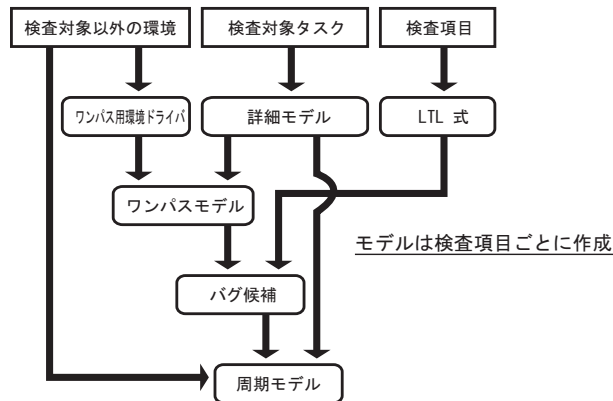 検査対象以外の環境
検査対象タスク
検査項目
ワンパス用環境ドライバ
詳細モデル
LTL 式
ワンパスモデル
モデルは検査項目ごとに作成
バグ候補
周期モデル